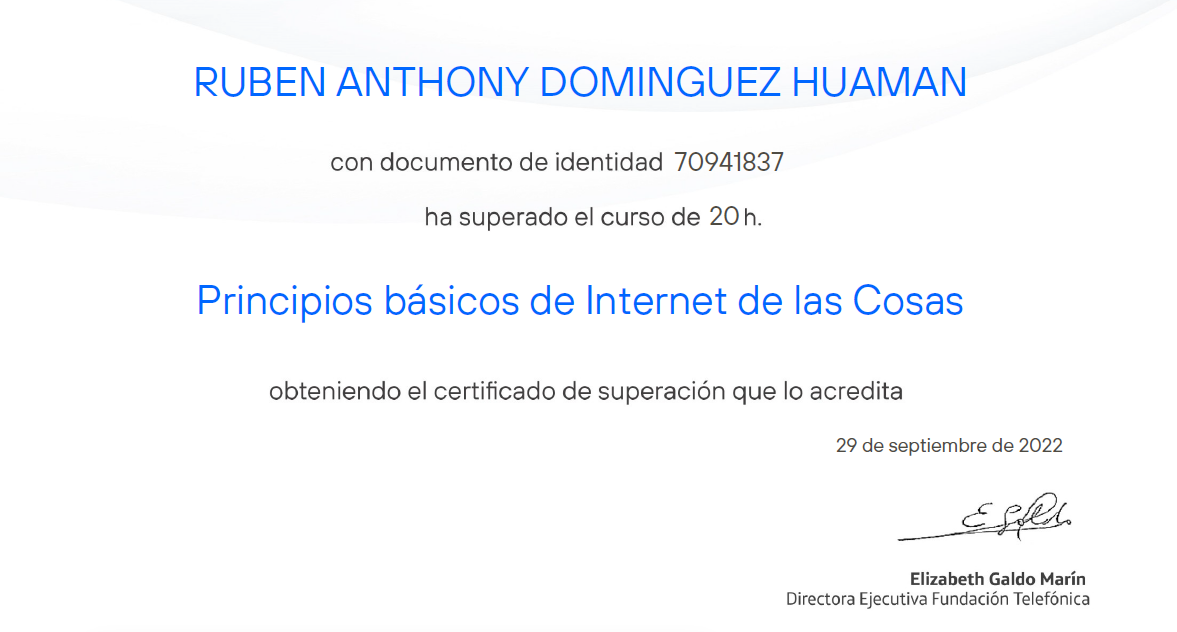 RUBEN ANTHONY DOMINGUEZ HUAMAN
con documento de identidad 70941837
ha superado el curso de 20 h.
Principios básicos de Internet de las Cosas
obteniendo el certificado de superación que lo acredita
29 de septiembre de 2022
E Galdo
Elizabeth Galdo Marín
Directora Ejecutiva Fundación Telefónica